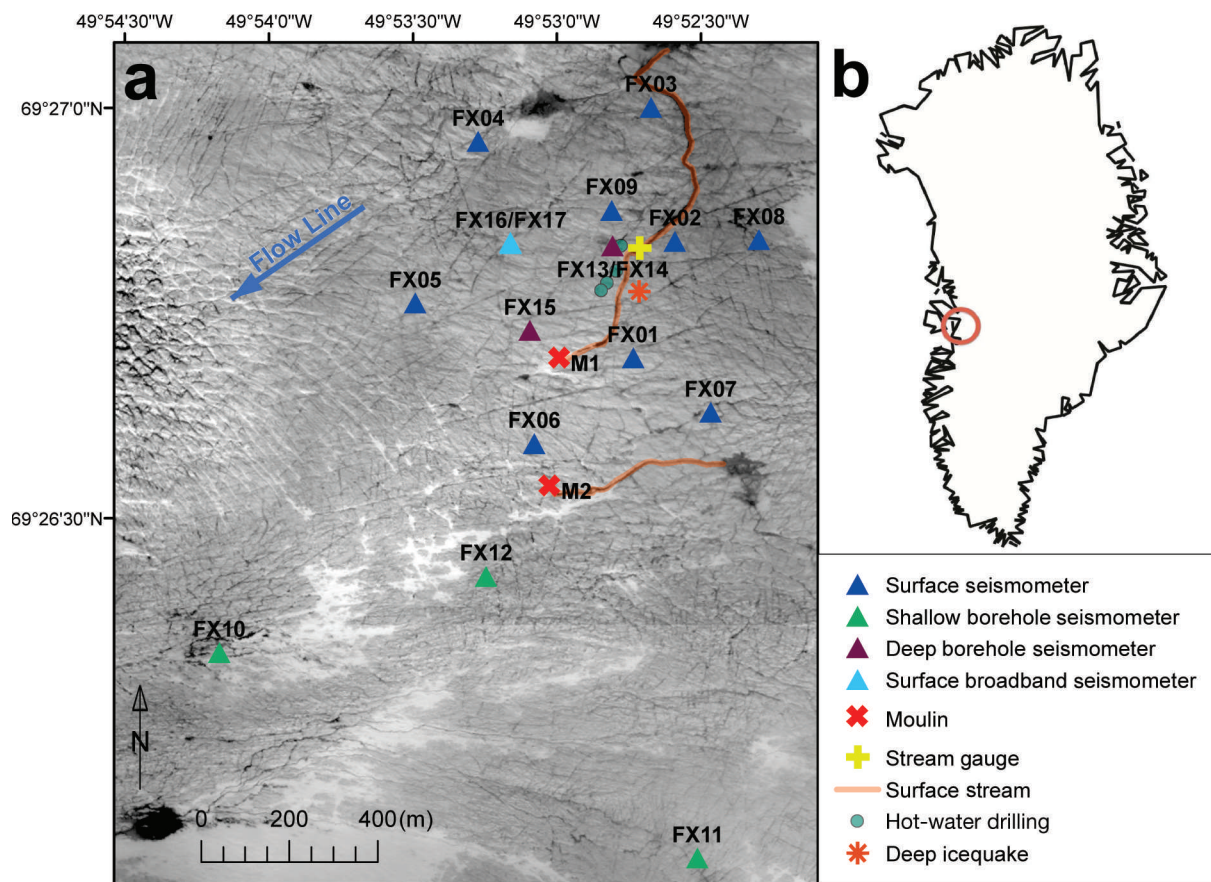 49°54'30"W 49°54'0"W 49°53'30"W 49°53'0"W 49°52'30"W
a
b
69°27'0"N
FX03
FX04
FX09
FX02
FX08
FX16/FX17
Flow Line
FX13/FX14
FX05
FX15
FX01
M1
FX07
FX06
M2
69°26'30"N
FX12
FX10
N
0 200 400(m)
FX11
Surface seismometer
Shallow borehole seismometer
Deep borehole seismometer
Surface broadband seismometer
Moulin
Stream gauge
Surface stream
Hot-water drilling
Deep icequake